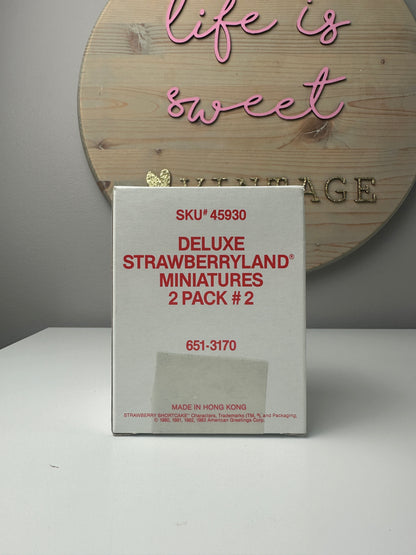 life is
sweet
VINTAGE
SKU# 45930
DELUXE
STRAWBERRYLAND®
MINIATURES
2 PACK #2
651-3170
MADE IN HONG KONG
STRAWBERRY SHORTCAKE™ Characters, Trademarks (TM, ®) and Packaging,
© 1980, 1981, 1982, 1983 American Greetings Corp.